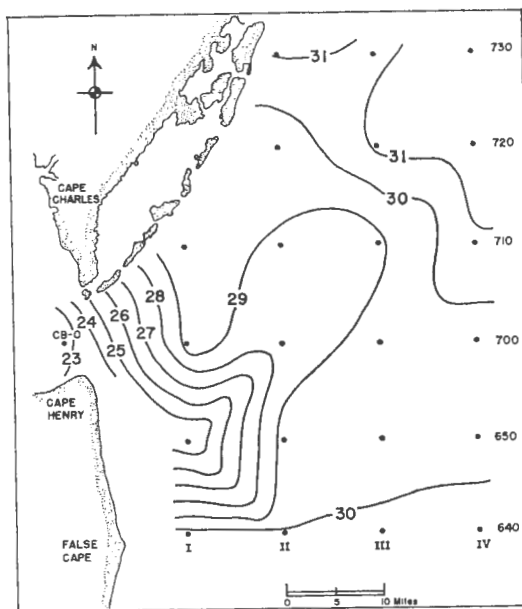 N
31
730
31
720
30
CAPE
CHARLES
710
28
29
24
26
27
CB-O
25
700
23
CAPE
HENRY
650
30
640
I
II
III
IV
FALSE
CAPE
0
5
10 Miles